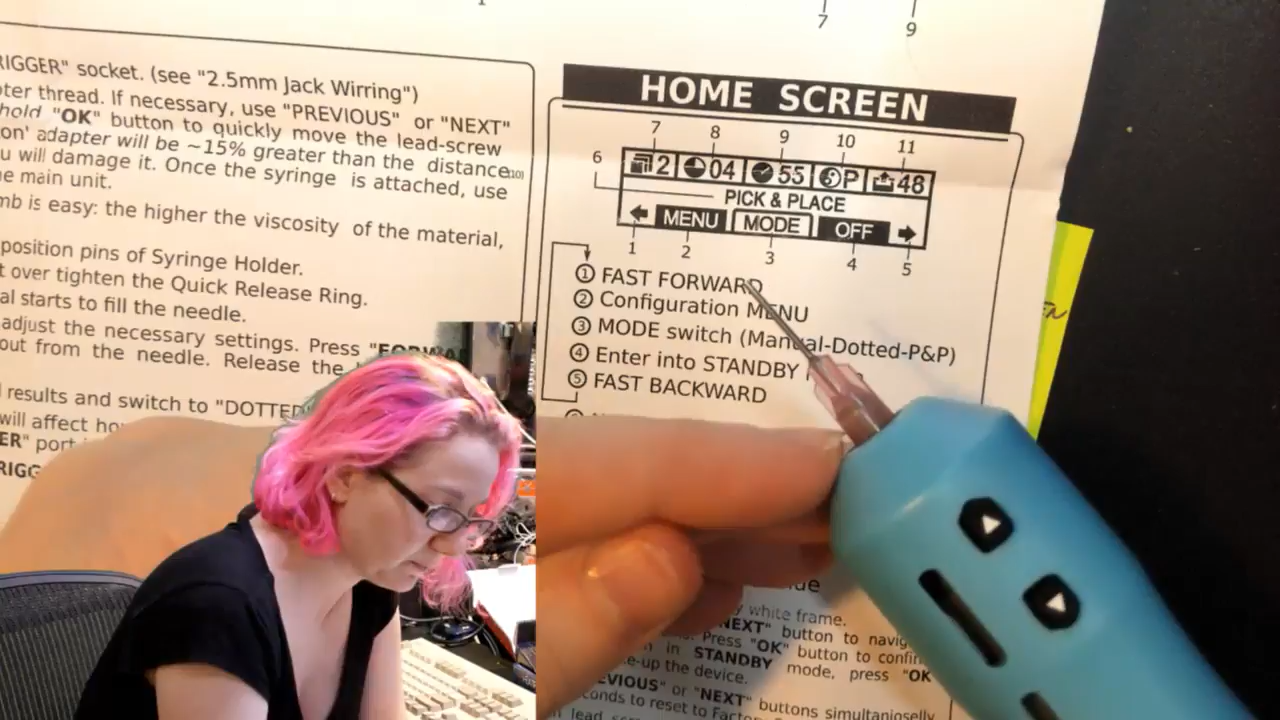 7 9
RIGGER" socket. (see "2.5mm Jack Wirring")
pter thread. If necessary, use "PREVIOUS" or "NEXT"
hold "OK" button to quickly move the lead-screw
on' adapter will be ~15% greater than the distance(10)
u will damage it. Once the syringe is attached, use
e main unit.
mb is easy: the higher the viscosity of the material,
position pins of Syringe Holder.
t over tighten the Quick Release Ring.
al starts to fill the needle.
adjust the necessary settings. Press "FORWA
out from the needle. Release the
results and switch to "DOTTED
will affect ho
ER" port
RIGG
HOME SCREEN
7 8 9 10 11
6
2 04 55 P 48
PICK & PLACE
MENU MODE OFF
1 2 3 4 5
① FAST FORWARD
② Configuration MENU
③ MODE switch (Manual-Dotted-P&P)
④ Enter into STANDBY
⑤ FAST BACKWARD
ue
y white frame.
NEXT" button to navig
Press "OK" button to confir
in STANDBY mode, press "OK
e-up the device.
EVIOUS" or "NEXT" buttons simultanioselly
conds to reset to Factor
n lead scre